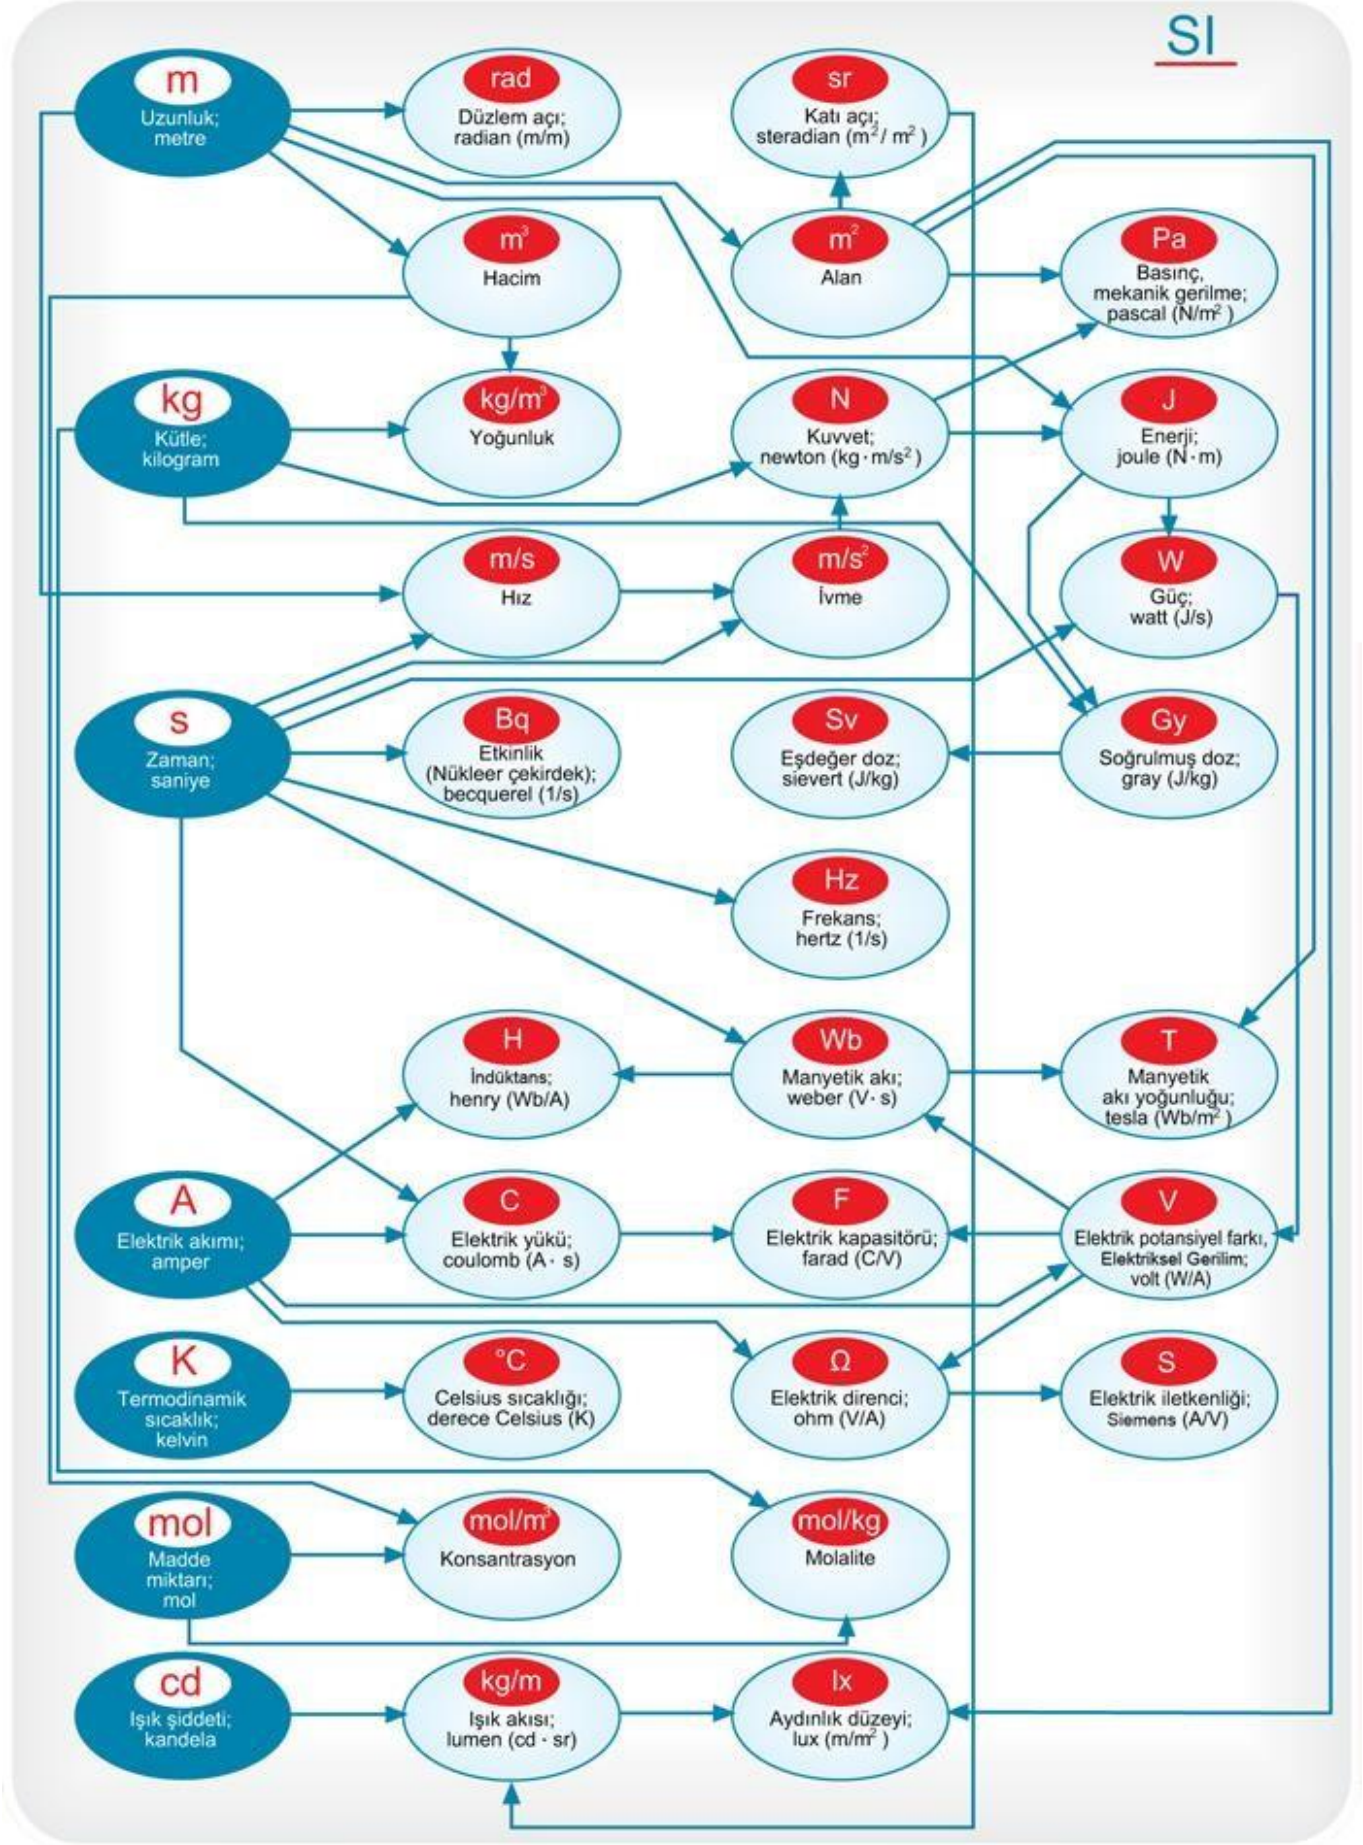 SI
m
Uzunluk;
metre
rad
Düzlem açı;
radian (m/m)
sr
Katı açı;
steradian (m²/ m² )
m³
Hacim
m²
Alan
Pa
Basınç,
mekanik gerilme;
pascal (N/m² )
kg
Kütle;
kilogram
kg/m³
Yoğunluk
N
Kuvvet;
newton (kg · m/s² )
J
Enerji;
joule (N · m)
m/s
Hız
m/s²
İvme
W
Güç;
watt (J/s)
s
Zaman;
saniye
Bq
Etkinlik
(Nükleer çekirdek);
becquerel (1/s)
Sv
Eşdeğer doz;
sievert (J/kg)
Gy
Soğrulmuş doz;
gray (J/kg)
Hz
Frekans;
hertz (1/s)
H
İndüktans;
henry (Wb/A)
Wb
Manyetik akı;
weber (V · s)
T
Manyetik
akı yoğunluğu;
tesla (Wb/m² )
A
Elektrik akımı;
amper
C
Elektrik yükü;
coulomb (A · s)
F
Elektrik kapasitörü;
farad (C/V)
V
Elektrik potansiyel farkı,
Elektriksel Gerilim;
volt (W/A)
K
Termodinamik
sıcaklık;
kelvin
°C
Celsius sıcaklığı;
derece Celsius (K)
Ω
Elektrik direnci;
ohm (V/A)
S
Elektrik iletkenliği;
Siemens (A/V)
mol
Madde
miktarı;
mol
mol/m³
Konsantrasyon
mol/kg
Molalite
cd
Işık şiddeti;
kandela
kg/m
Işık akısı;
lumen (cd · sr)
lx
Aydınlık düzeyi;
lux (m/m² )